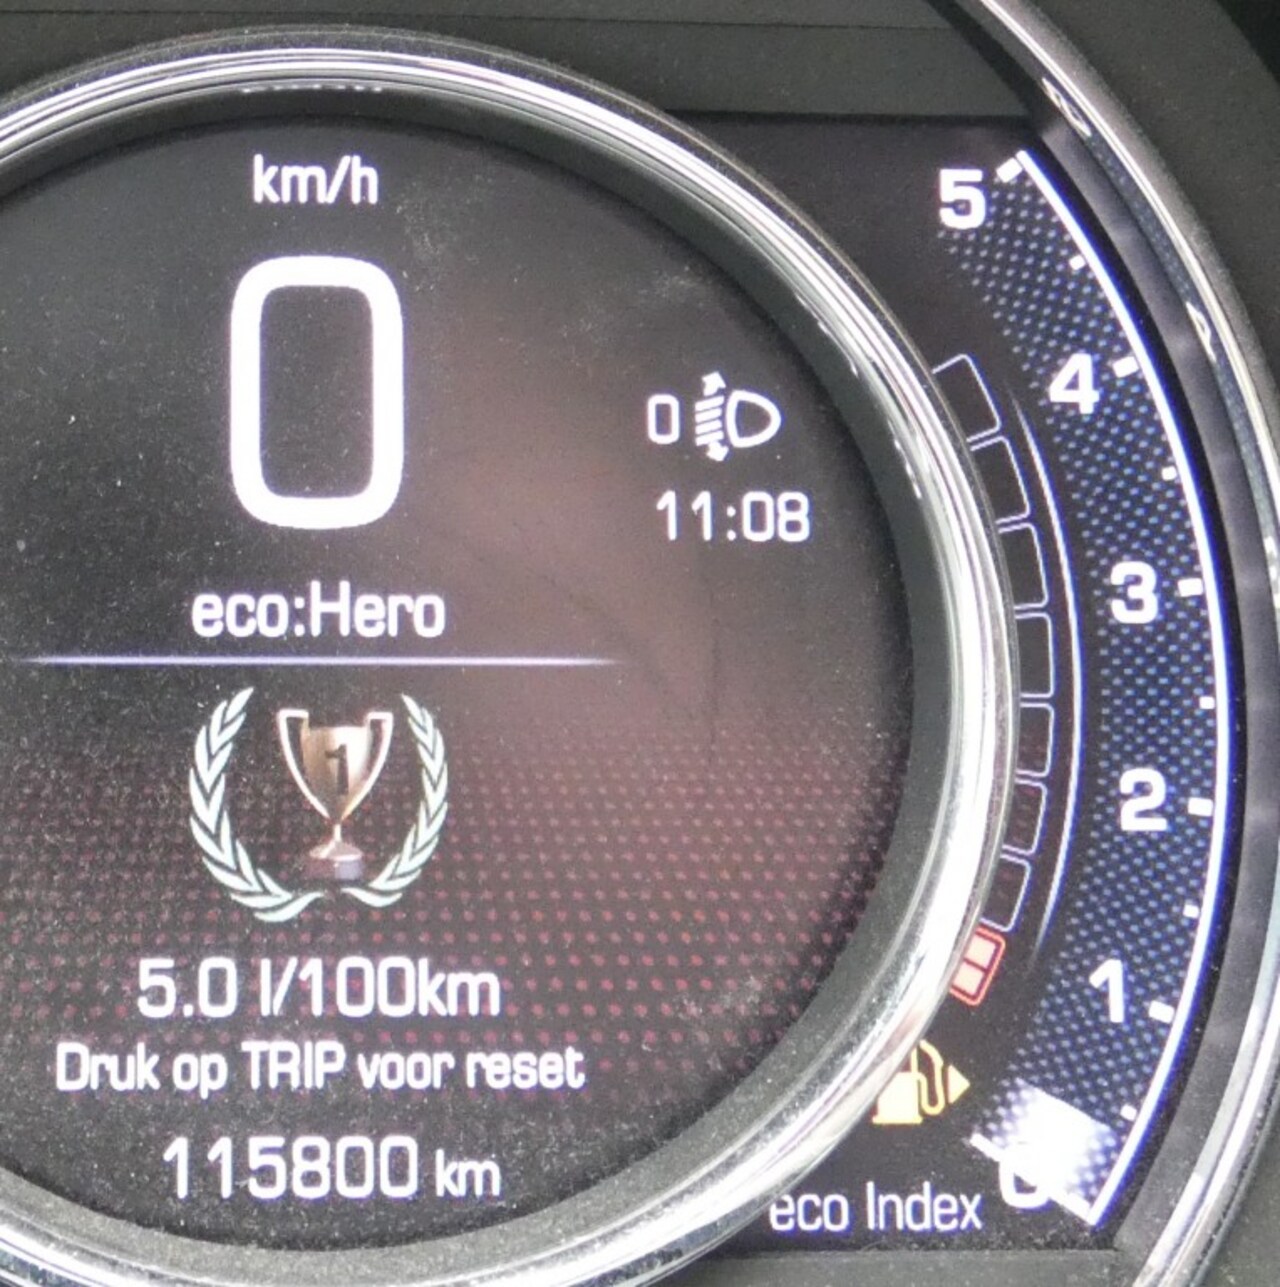 km/h
0
0
11:08
eco:Hero
1
5.0 l/100km
Druk op TRIP voor reset
115800 km
5
4
3
2
1
0
eco Index